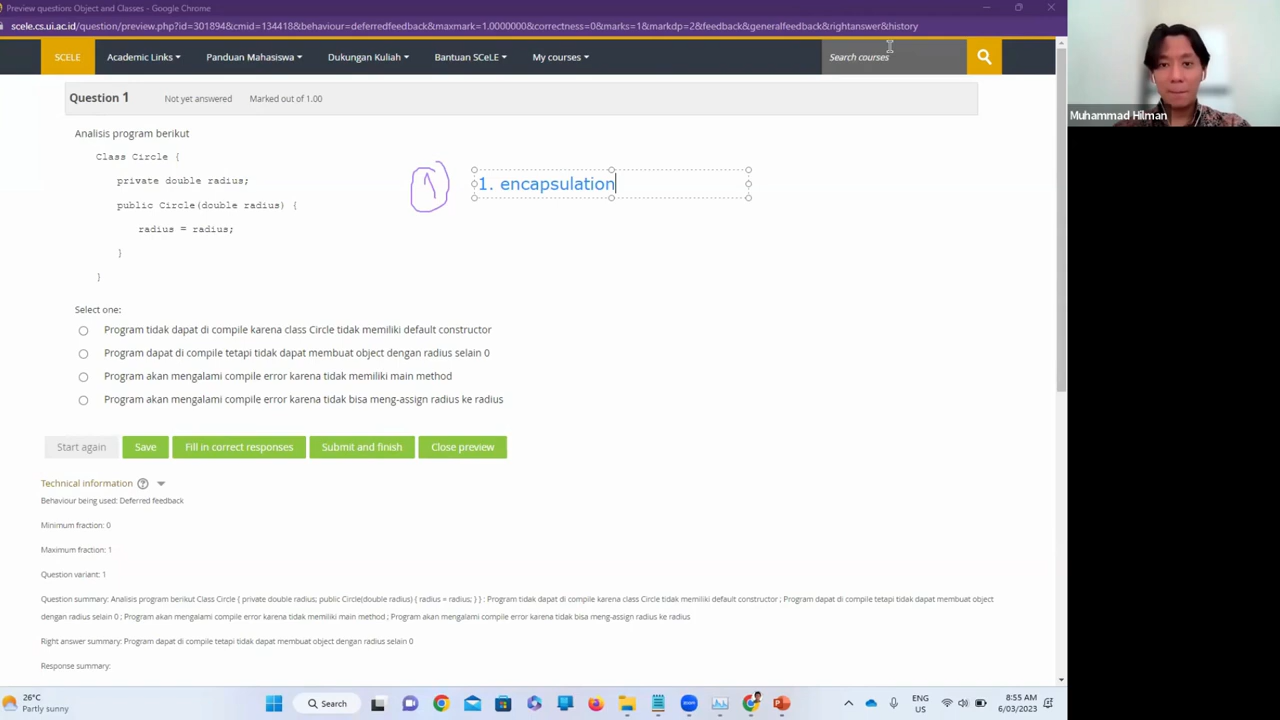 Preview question: Object and Classes - Google Chrome
scele.cs.ui.ac.id/question/preview.php?id=301894&cmid=134418&behaviour=deferredfeedback&maxmark=1.0000000&correctness=0&marks=1&markdp=2&feedback&generalfeedback&rightanswer&history
SCELE Academic Links Panduan Mahasiswa Dukungan Kuliah Bantuan SCeLE My courses Search courses
Muhammad Hilman
Question 1 Not yet answered Marked out of 1.00
Analisis program berikut
Class Circle {
private double radius;
1. encapsulation
public Circle(double radius) {
radius = radius;
}
}
Select one:
Program tidak dapat di compile karena class Circle tidak memiliki default constructor
Program dapat di compile tetapi tidak dapat membuat object dengan radius selain 0
Program akan mengalami compile error karena tidak memiliki main method
Program akan mengalami compile error karena tidak bisa meng-assign radius ke radius
Start again Save Fill in correct responses Submit and finish Close preview
Technical information
Behaviour being used: Deferred feedback
Minimum fraction: 0
Maximum fraction: 1
Question variant: 1
Question summary: Analisis program berikut Class Circle { private double radius; public Circle(double radius) { radius = radius; } } : Program tidak dapat di compile karena class Circle tidak memiliki default constructor ; Program dapat di compile tetapi tidak dapat membuat object
dengan radius selain 0 ; Program akan mengalami compile error karena tidak memiliki main method ; Program akan mengalami compile error karena tidak bisa meng-assign radius ke radius
Right answer summary: Program dapat di compile tetapi tidak dapat membuat object dengan radius selain 0
Response summary:
26°C
Partly sunny
Search
ENG
US
8:55 AM
6/03/2023